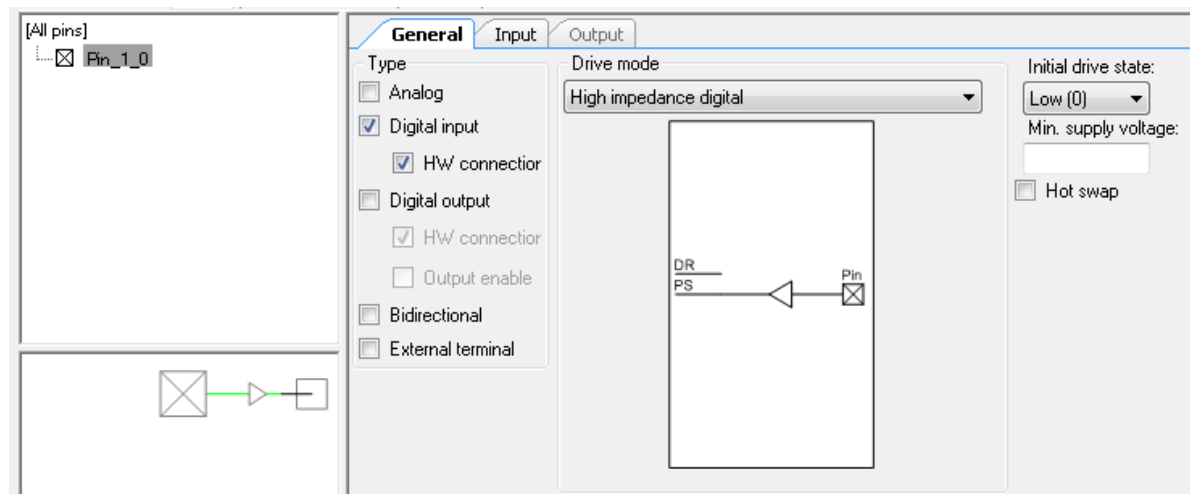 [All pins]
Pin_1_0
General Input Output
Type
Analog
Digital input
HW connection
Digital output
HW connection
Output enable
Bidirectional
External terminal
Drive mode
High impedance digital
DR
PS
Pin
Initial drive state:
Low (0)
Min. supply voltage:
Hot swap